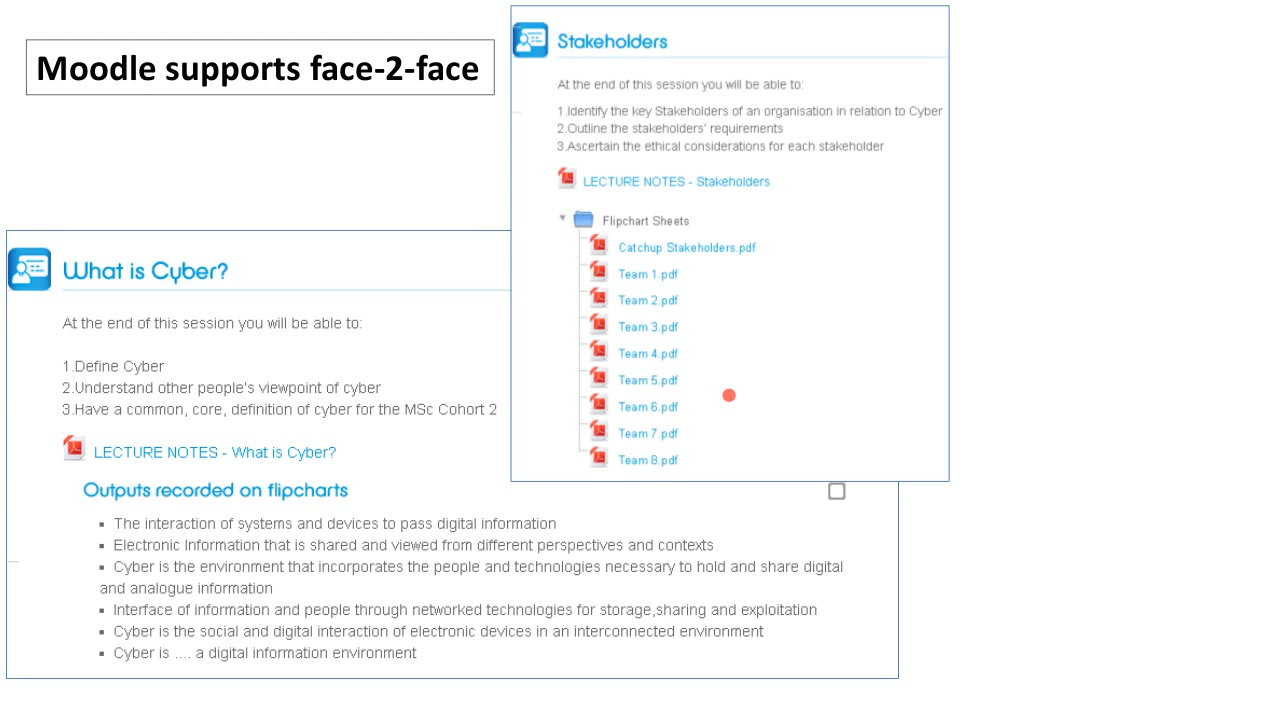 Moodle supports face-2-face
Stakeholders
At the end of this session you will be able to:
1.Identify the key Stakeholders of an organisation in relation to Cyber
2.Outline the stakeholders' requirements
3.Ascertain the ethical considerations for each stakeholder
LECTURE NOTES - Stakeholders
Flipchart Sheets
Catchup Stakeholders.pdf
Team 1.pdf
Team 2.pdf
Team 3.pdf
Team 4.pdf
Team 5.pdf
Team 6.pdf
Team 7.pdf
Team 8.pdf
What is Cyber?
At the end of this session you will be able to:
1.Define Cyber
2.Understand other people's viewpoint of cyber
3.Have a common, core, definition of cyber for the MSc Cohort 2
LECTURE NOTES - What is Cyber?
Outputs recorded on flipcharts
▪ The interaction of systems and devices to pass digital information
▪ Electronic Information that is shared and viewed from different perspectives and contexts
▪ Cyber is the environment that incorporates the people and technologies necessary to hold and share digital
and analogue information
▪ Interface of information and people through networked technologies for storage,sharing and exploitation
▪ Cyber is the social and digital interaction of electronic devices in an interconnected environment
▪ Cyber is .... a digital information environment